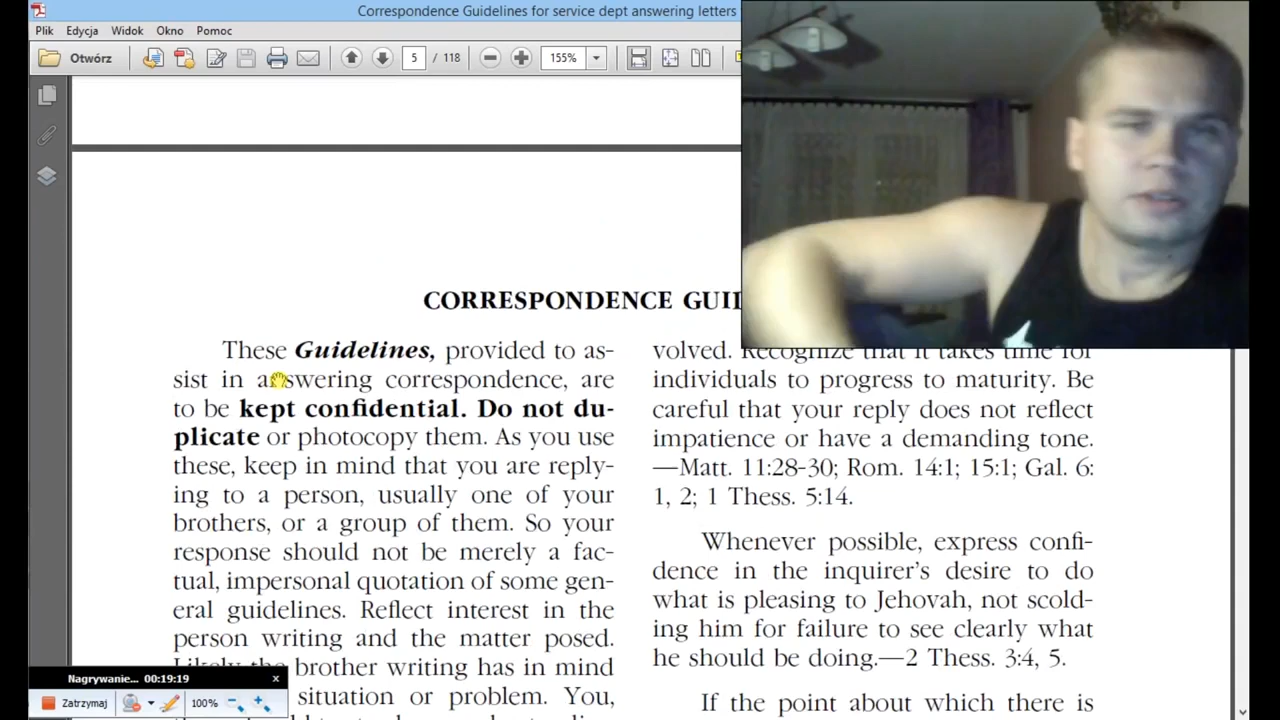 Correspondence Guidelines for service dept answering letters
Plik Edycja Widok Okno Pomoc
Otwórz 5 / 118 155%
CORRESPONDENCE GUI
These Guidelines, provided to as-
sist in answering correspondence, are
to be kept confidential. Do not du-
plicate or photocopy them. As you use
these, keep in mind that you are reply-
ing to a person, usually one of your
brothers, or a group of them. So your
response should not be merely a fac-
tual, impersonal quotation of some gen-
eral guidelines. Reflect interest in the
person writing and the matter posed.
Likely the brother writing has in mind
situation or problem. You,
volved. Recognize that it takes time for
individuals to progress to maturity. Be
careful that your reply does not reflect
impatience or have a demanding tone.
—Matt. 11:28-30; Rom. 14:1; 15:1; Gal. 6:
1, 2; 1 Thess. 5:14.
Whenever possible, express confi-
dence in the inquirer's desire to do
what is pleasing to Jehovah, not scold-
ing him for failure to see clearly what
he should be doing.—2 Thess. 3:4, 5.
If the point about which there is
Nagrywanie... 00:19:19 x
Zatrzymaj 100%